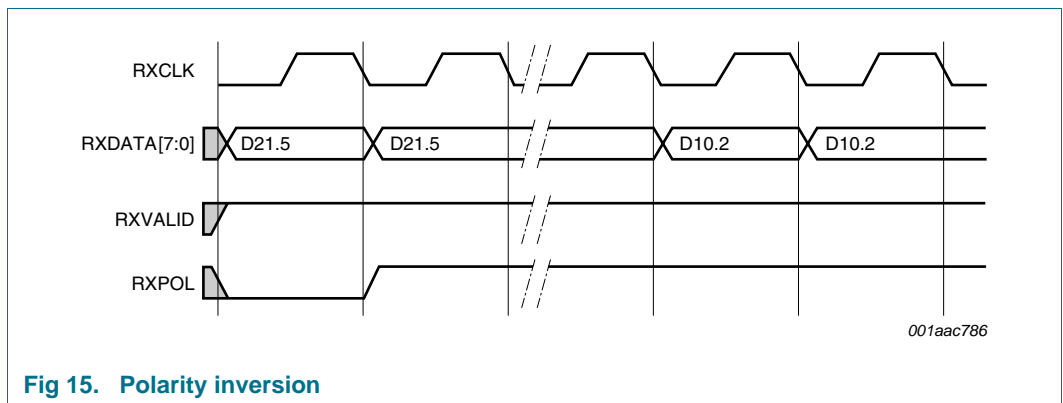 RXCLK
RXDATA[7:0] D21.5 D21.5 D10.2 D10.2
RXVALID
RXPOL
001aac786
Fig 15. Polarity inversion